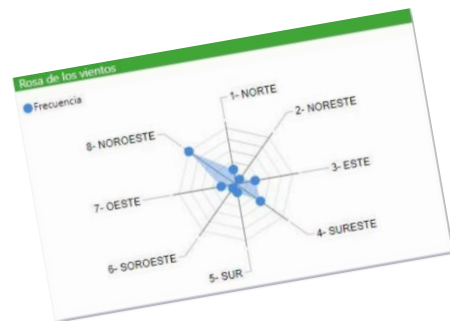 Rosa de los vientos
Frecuencia
1- NORTE
2- NORESTE
3- ESTE
4- SURESTE
5- SUR
6- SOROESTE
7- OESTE
8- NOROESTE